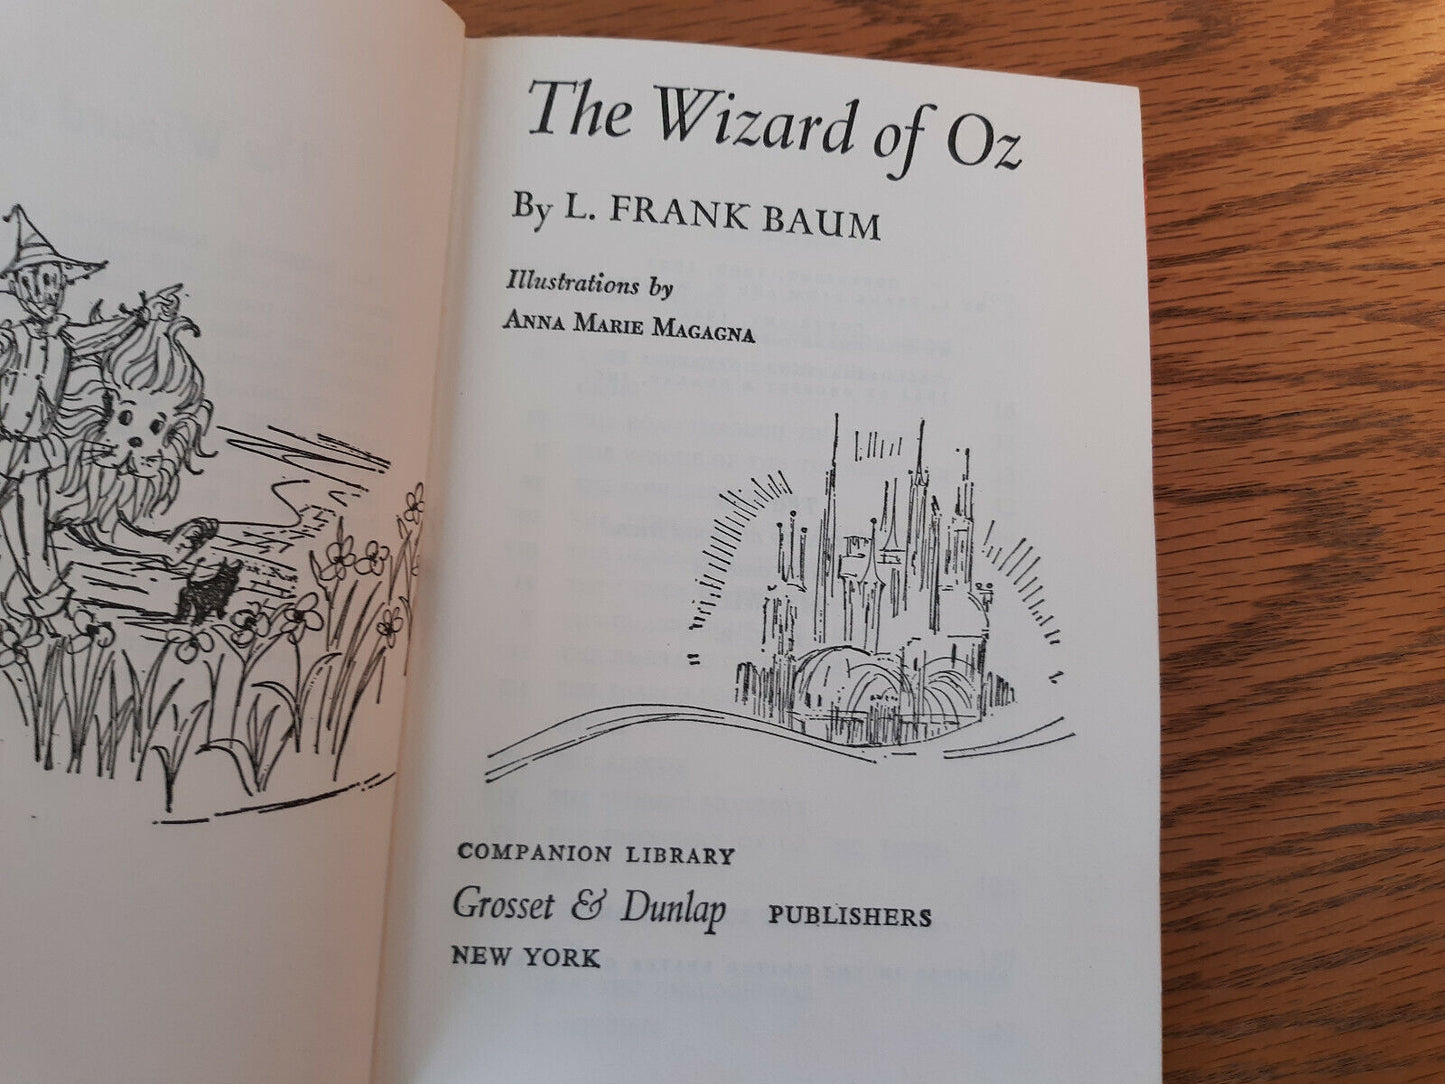 The Wizard of Oz
By L. FRANK BAUM
Illustrations by
ANNA MARIE MAGAGNA
COMPANION LIBRARY
Grosset & Dunlap PUBLISHERS
NEW YORK